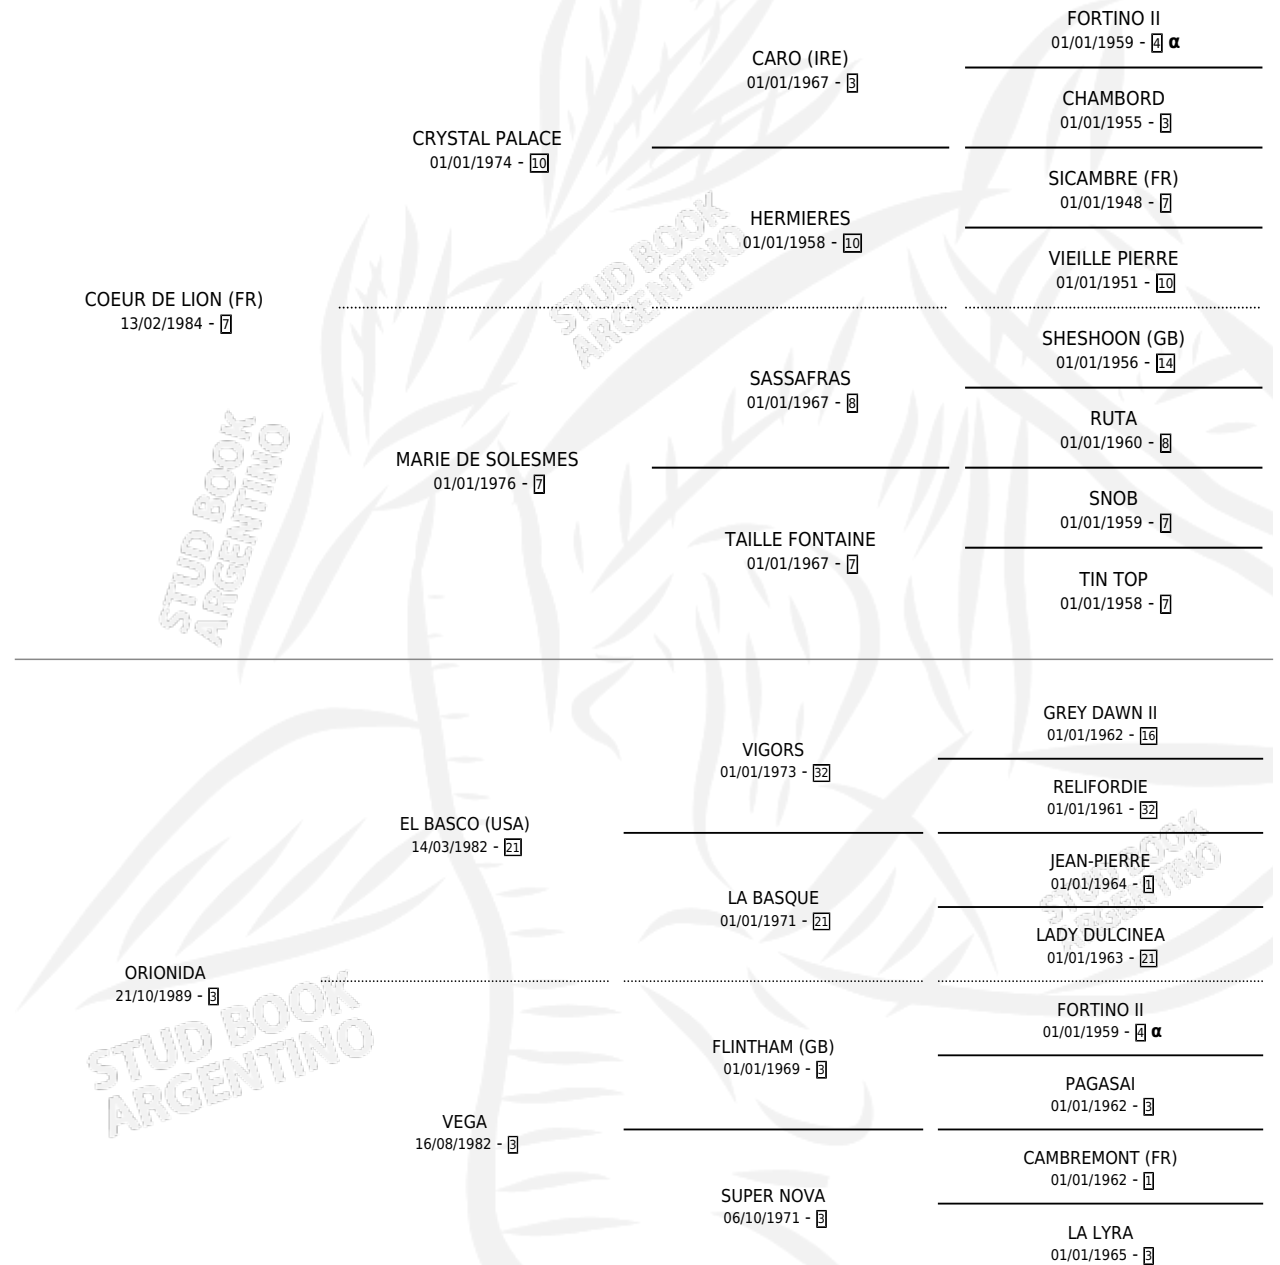 FORTINO II
01/01/1959 - 4 α
CARO (IRE)
01/01/1967 - 3
CHAMBORD
01/01/1955 - 3
CRYSTAL PALACE
01/01/1974 - 10
SICAMBRE (FR)
01/01/1948 - 7
HERMIERES
01/01/1958 - 10
VIEILLE PIERRE
01/01/1951 - 10
COEUR DE LION (FR)
13/02/1984 - 7
SHESHOON (GB)
01/01/1956 - 14
SASSAFRAS
01/01/1967 - 8
RUTA
01/01/1960 - 8
MARIE DE SOLESMES
01/01/1976 - 7
SNOB
01/01/1959 - 7
TAILLE FONTAINE
01/01/1967 - 7
TIN TOP
01/01/1958 - 7
STUD BOOK
ARGENTINO
STUD BOOK
ARGENTINO
GREY DAWN II
01/01/1962 - 16
VIGORS
01/01/1973 - 32
RELIFORDIE
01/01/1961 - 32
EL BASCO (USA)
14/03/1982 - 21
JEAN-PIERRE
01/01/1964 - 1
LA BASQUE
01/01/1971 - 21
LADY DULCINEA
01/01/1963 - 21
ORIONIDA
21/10/1989 - 3
FORTINO II
01/01/1959 - 4 α
FLINTHAM (GB)
01/01/1969 - 3
PAGASAI
01/01/1962 - 3
VEGA
16/08/1982 - 3
CAMBREMONT (FR)
01/01/1962 - 1
SUPER NOVA
06/10/1971 - 3
LA LYRA
01/01/1965 - 3
STUD BOOK
ARGENTINO
STUD BOOK
ARGENTINO